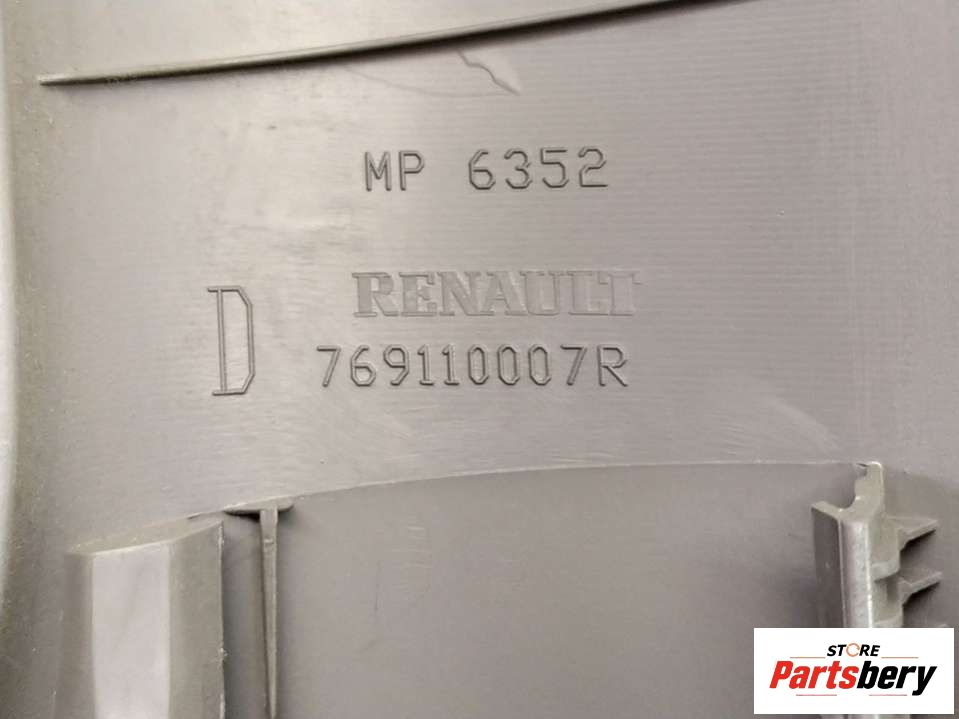 MP 6352
RENAULT
D
769110007R
STORE
Partsbery